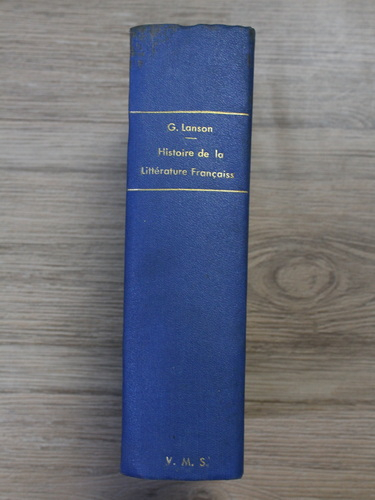 G. Lanson
Histoire de la
Littérature Françaiss
V. M. S.